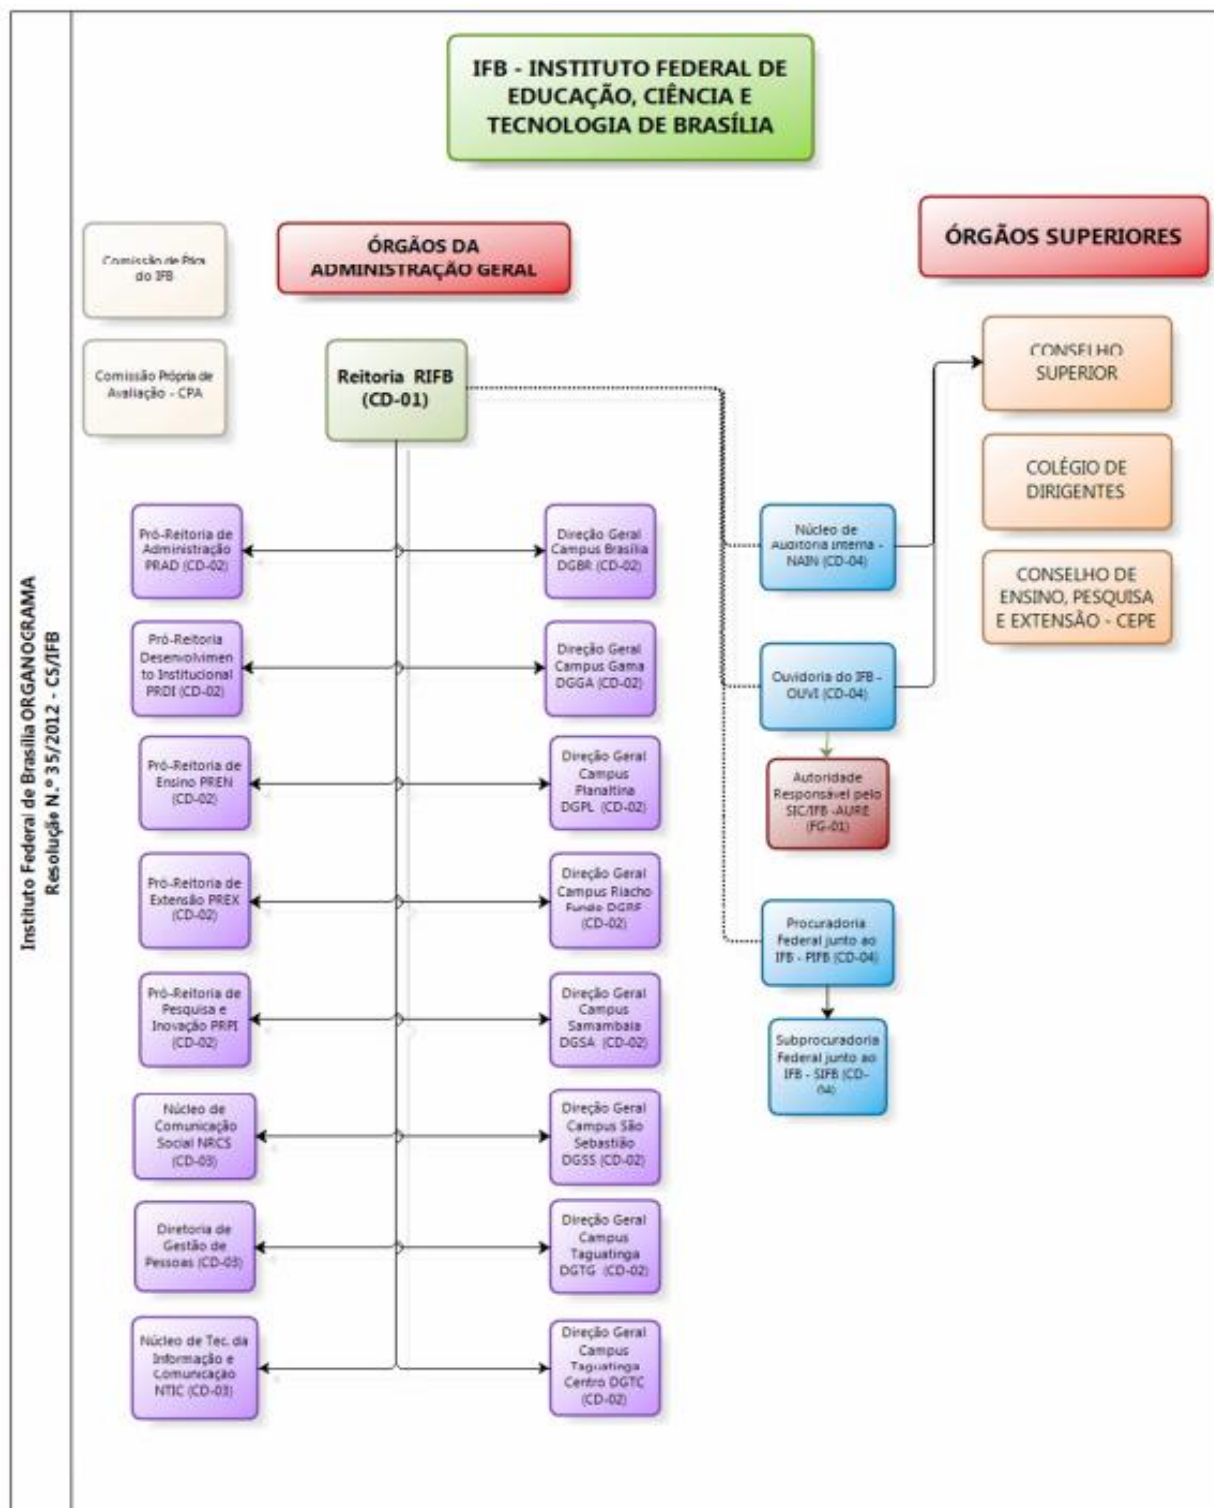 Instituto Federal de Brasília ORGANOGRAMA
Resolução N.º 35/2012 - CS/IFB
IFB - INSTITUTO FEDERAL DE
EDUCAÇÃO, CIÊNCIA E
TECNOLOGIA DE BRASÍLIA
Comissão de Ética
do IFB
ÓRGÃOS DA
ADMINISTRAÇÃO GERAL
ÓRGÃOS SUPERIORES
Comissão Própria de
Avaliação - CPA
Reitoria RIFB
(CD-01)
CONSELHO
SUPERIOR
COLÉGIO DE
DIRIGENTES
CONSELHO DE
ENSINO, PESQUISA
E EXTENSÃO - CEPE
Pró-Reitoria de
Administração
PRAD (CD-02)
Direção Geral
Campus Brasília
DGBR (CD-02)
Núcleo de
Auditoria Interna -
NAIN (CD-04)
Pró-Reitoria
Desenvolvimen
to Institucional
PRDI (CD-02)
Direção Geral
Campus Gama
DGGA (CD-02)
Ouvidoria do IFB -
OUVI (CD-04)
Pró-Reitoria de
Ensino PREN
(CD-02)
Direção Geral
Campus
Planaltina
DGPL (CD-02)
Autoridade
Responsável pelo
SIC/IFB -AURE
(FG-01)
Pró-Reitoria de
Extensão PREX
(CD-02)
Direção Geral
Campus Riacho
Fundo DGRF
(CD-02)
Procuradoria
Federal junto ao
IFB - PIFB (CD-04)
Pró-Reitoria de
Pesquisa e
Inovação PRPI
(CD-02)
Direção Geral
Campus
Samambaia
DGSA (CD-02)
Subprocuradoria
Federal junto ao
IFB - SIFB (CD-
04)
Núcleo de
Comunicação
Social NRCS
(CD-03)
Direção Geral
Campus São
Sebastião
DGSS (CD-02)
Diretoria de
Gestão de
Pessoas (CD-03)
Direção Geral
Campus
Taguatinga
DGTG (CD-02)
Núcleo de Tec. da
Informação e
Comunicação
NTIC (CD-03)
Direção Geral
Campus
Taguatinga
Centro DGTC
(CD-02)